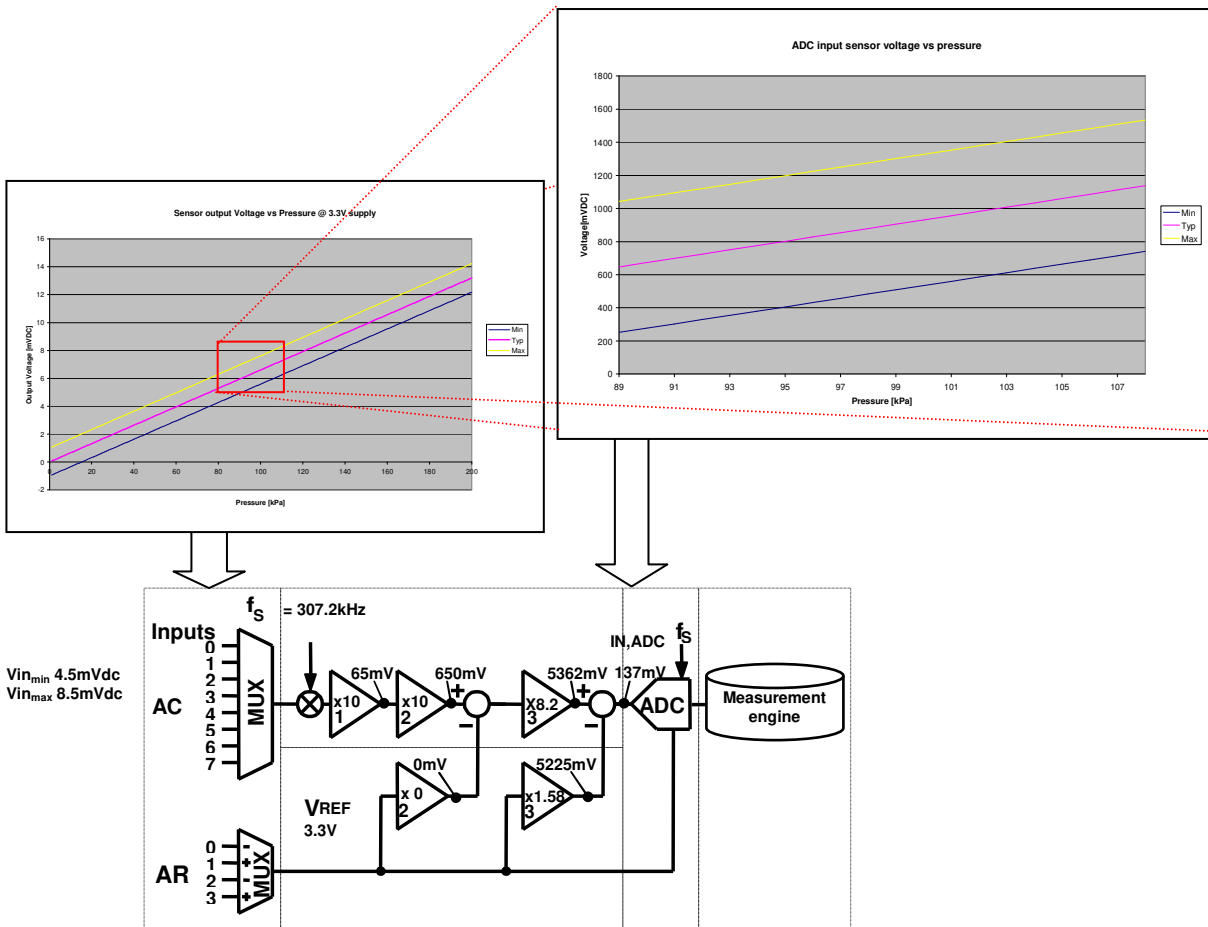 ADC input sensor voltage vs pressure
1800
1600
1400
1200
1000
800
600
400
200
0
Voltage[mVDC]
89 91 93 95 97 99 101 103 105 107
Pressure [kPa]
Min
Typ
Max
Sensor output Voltage vs Pressure @ 3.3V supply
16
14
12
10
8
6
4
2
0
-2
Output Voltage [mVDC]
0 20 40 60 80 100 120 140 160 180 200
Pressure [kPa]
Min
Typ
Max
fS = 307.2kHz
Inputs
0
1
2
3
4
5
6
7
Vinmin 4.5mVdc
Vinmax 8.5mVdc
AC
MUX
x10
1
65mV
x10
2
650mV
+
−
X8.2
3
5362mV
+
−
IN,ADC
137mV
fS
ADC
Measurement
engine
x 0
2
0mV
VREF
3.3V
x1.58
3
5225mV
AR
0 -
1 +
2 -
3 +
MUX